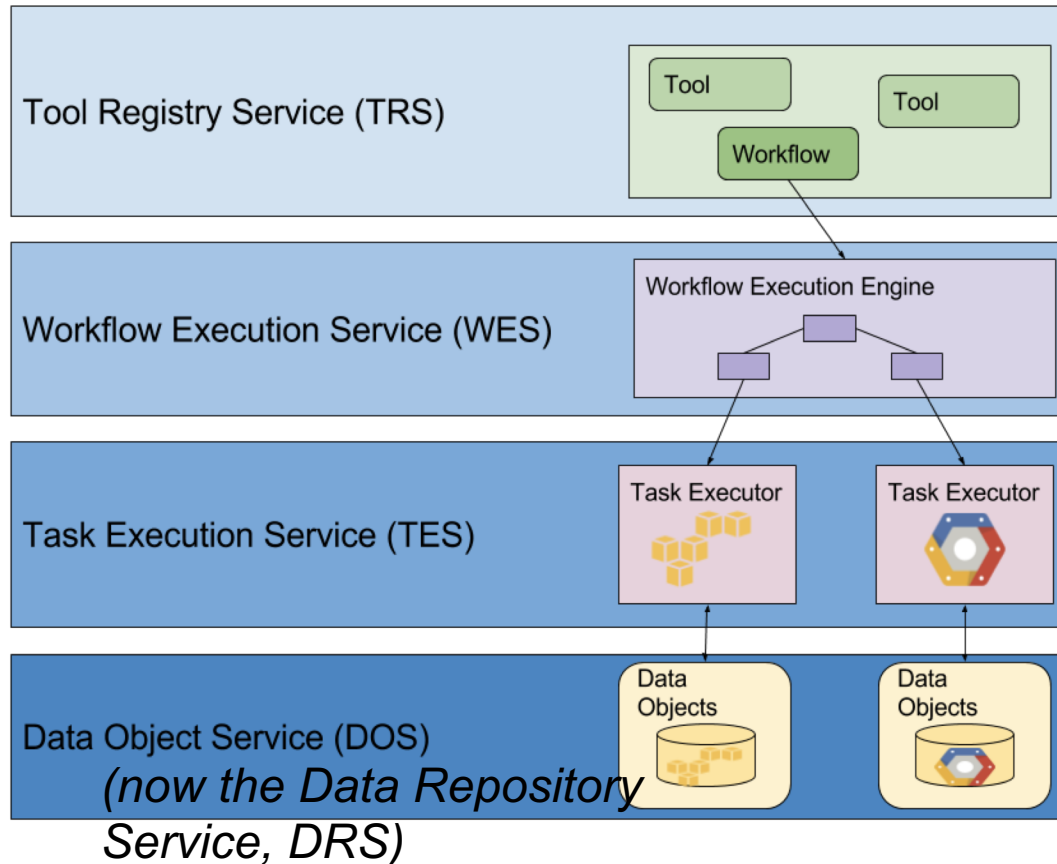 Tool Registry Service (TRS)
Tool
Tool
Workflow
Workflow Execution Service (WES)
Workflow Execution Engine
Task Execution Service (TES)
Task Executor
Task Executor
Data Object Service (DOS)
(now the Data Repository
Service, DRS)
Data
Objects
Data
Objects